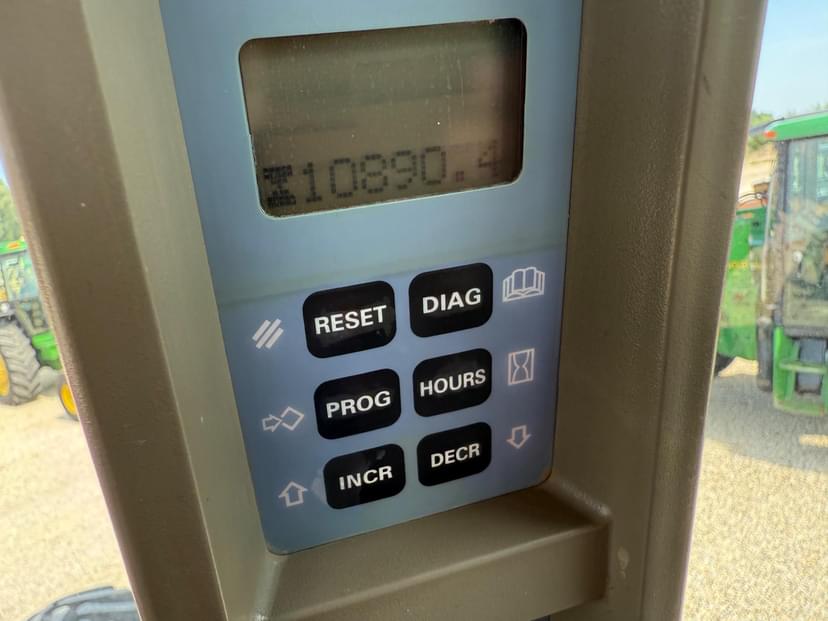 10890.4
RESET DIAG
PROG HOURS
INCR DECR